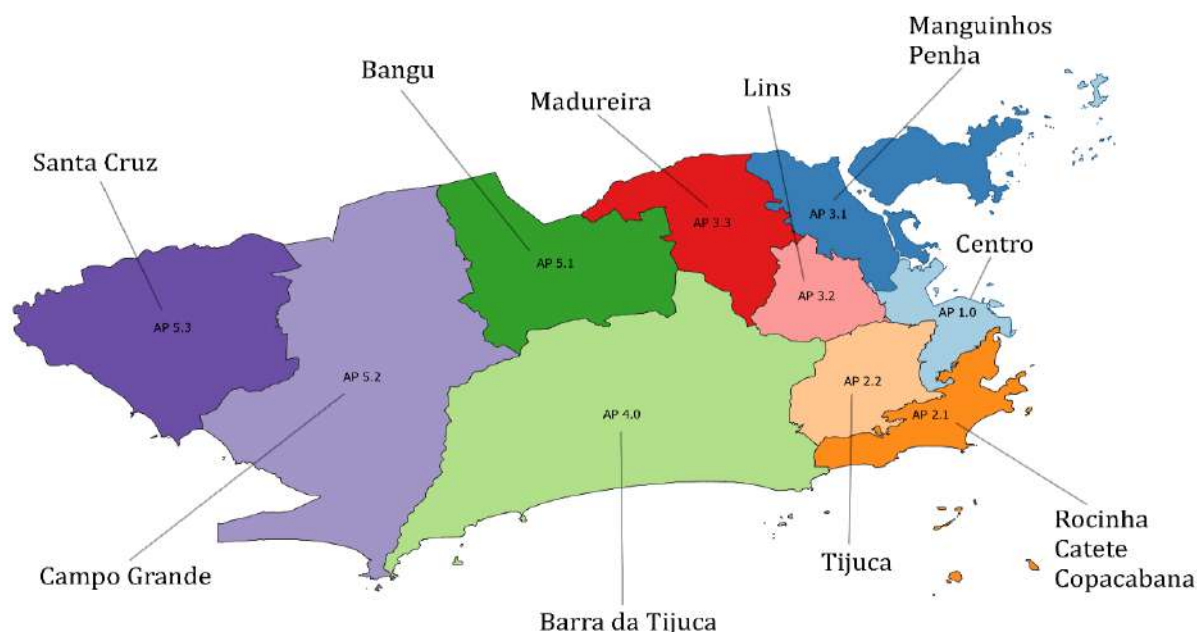 Manguinhos
Penha
Bangu
Lins
Madureira
Santa Cruz
AP 3.1
AP 3.3
Centro
AP 5.1
AP 3.2
AP 1.0
AP 5.3
AP 5.2
AP 2.2
AP 4.0
AP 2.1
Rocinha
Catete
Copacabana
Tijuca
Campo Grande
Barra da Tijuca